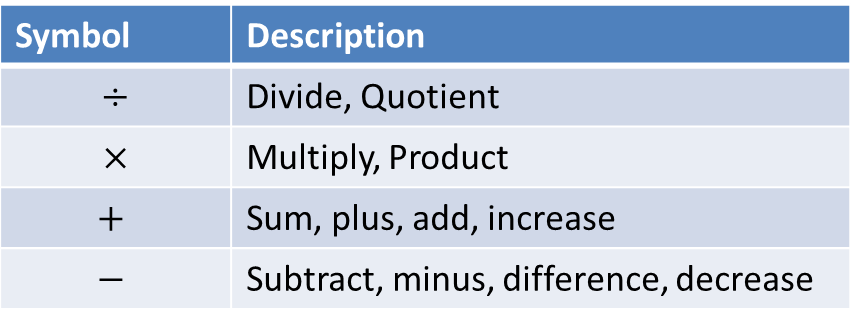 Symbol Description
÷ Divide, Quotient
× Multiply, Product
+ Sum, plus, add, increase
− Subtract, minus, difference, decrease